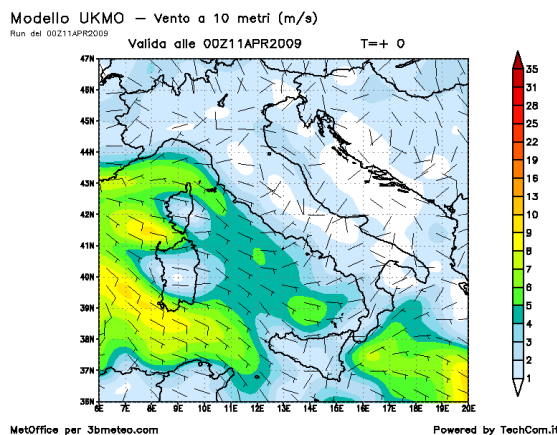 Modello UKMO – Vento a 10 metri (m/s)
Run del 00Z11APR2009
Valida alle 00Z11APR2009 T=+ 0
47N
46N
45N
44N
43N
42N
41N
40N
39N
38N
37N
36N
6E 7E 8E 9E 10E 11E 12E 13E 14E 15E 16E 17E 18E 19E 20E
35
31
28
25
22
19
16
13
10
9
8
7
6
5
4
3
2
1
MetOffice per 3bmeteo.com
Powered by TechCom.it